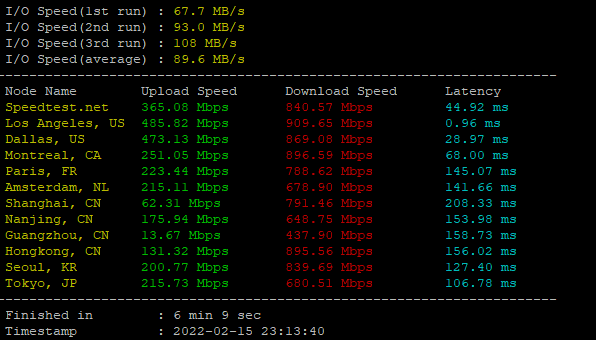 I/O Speed(1st run) : 67.7 MB/s
I/O Speed(2nd run) : 93.0 MB/s
I/O Speed(3rd run) : 108 MB/s
I/O Speed(average) : 89.6 MB/s
Node Name Upload Speed Download Speed Latency
Speedtest.net 365.08 Mbps 840.57 Mbps 44.92 ms
Los Angeles, US 485.82 Mbps 909.65 Mbps 0.96 ms
Dallas, US 473.13 Mbps 869.08 Mbps 28.97 ms
Montreal, CA 251.05 Mbps 896.59 Mbps 68.00 ms
Paris, FR 223.44 Mbps 788.62 Mbps 145.07 ms
Amsterdam, NL 215.11 Mbps 678.90 Mbps 141.66 ms
Shanghai, CN 62.31 Mbps 791.46 Mbps 208.33 ms
Nanjing, CN 175.94 Mbps 648.75 Mbps 153.98 ms
Guangzhou, CN 13.67 Mbps 437.90 Mbps 158.73 ms
Hongkong, CN 131.32 Mbps 895.56 Mbps 156.02 ms
Seoul, KR 200.77 Mbps 839.69 Mbps 127.40 ms
Tokyo, JP 215.73 Mbps 680.51 Mbps 106.78 ms
Finished in : 6 min 9 sec
Timestamp : 2022-02-15 23:13:40